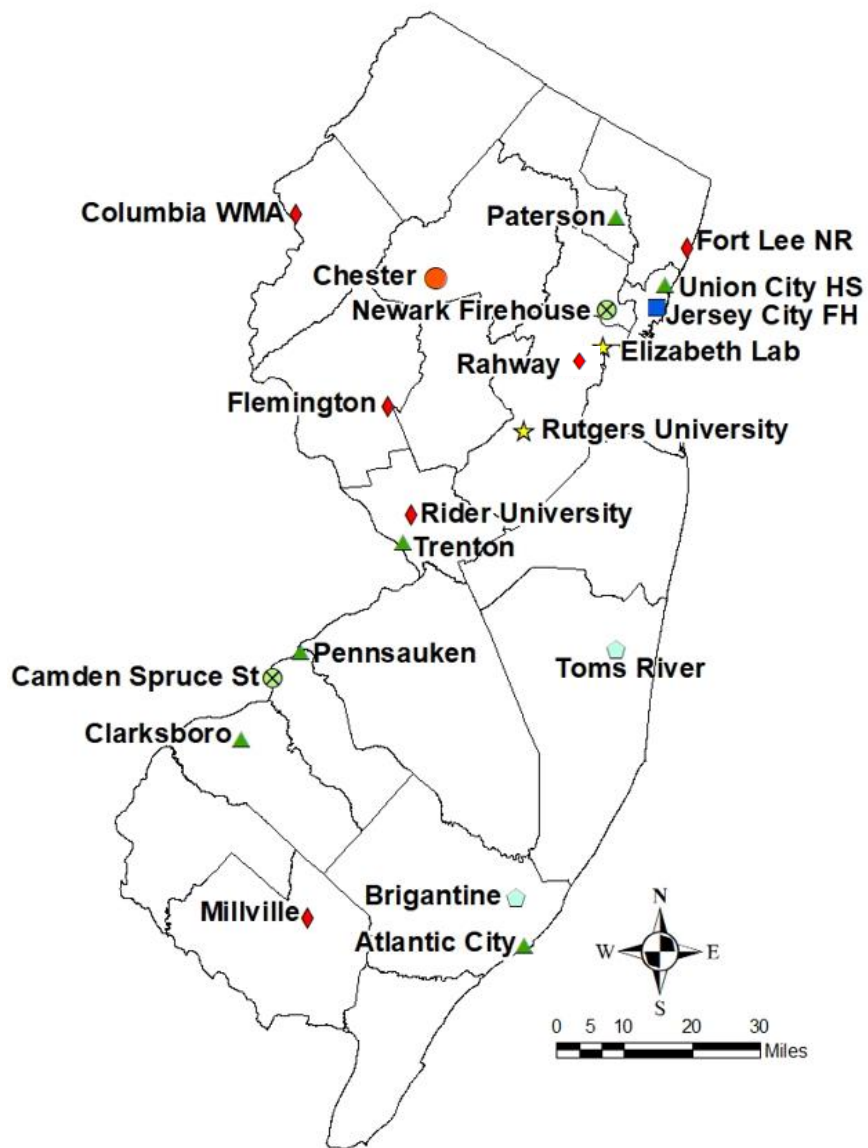 Columbia WMA
Paterson
Fort Lee NR
Chester
Union City HS
Newark Firehouse
Jersey City FH
Elizabeth Lab
Rahway
Flemington
Rutgers University
Rider University
Trenton
Pennsauken
Toms River
Camden Spruce St
Clarksboro
Brigantine
Millville
Atlantic City
N
W E
S
0 5 10 20 30
Miles